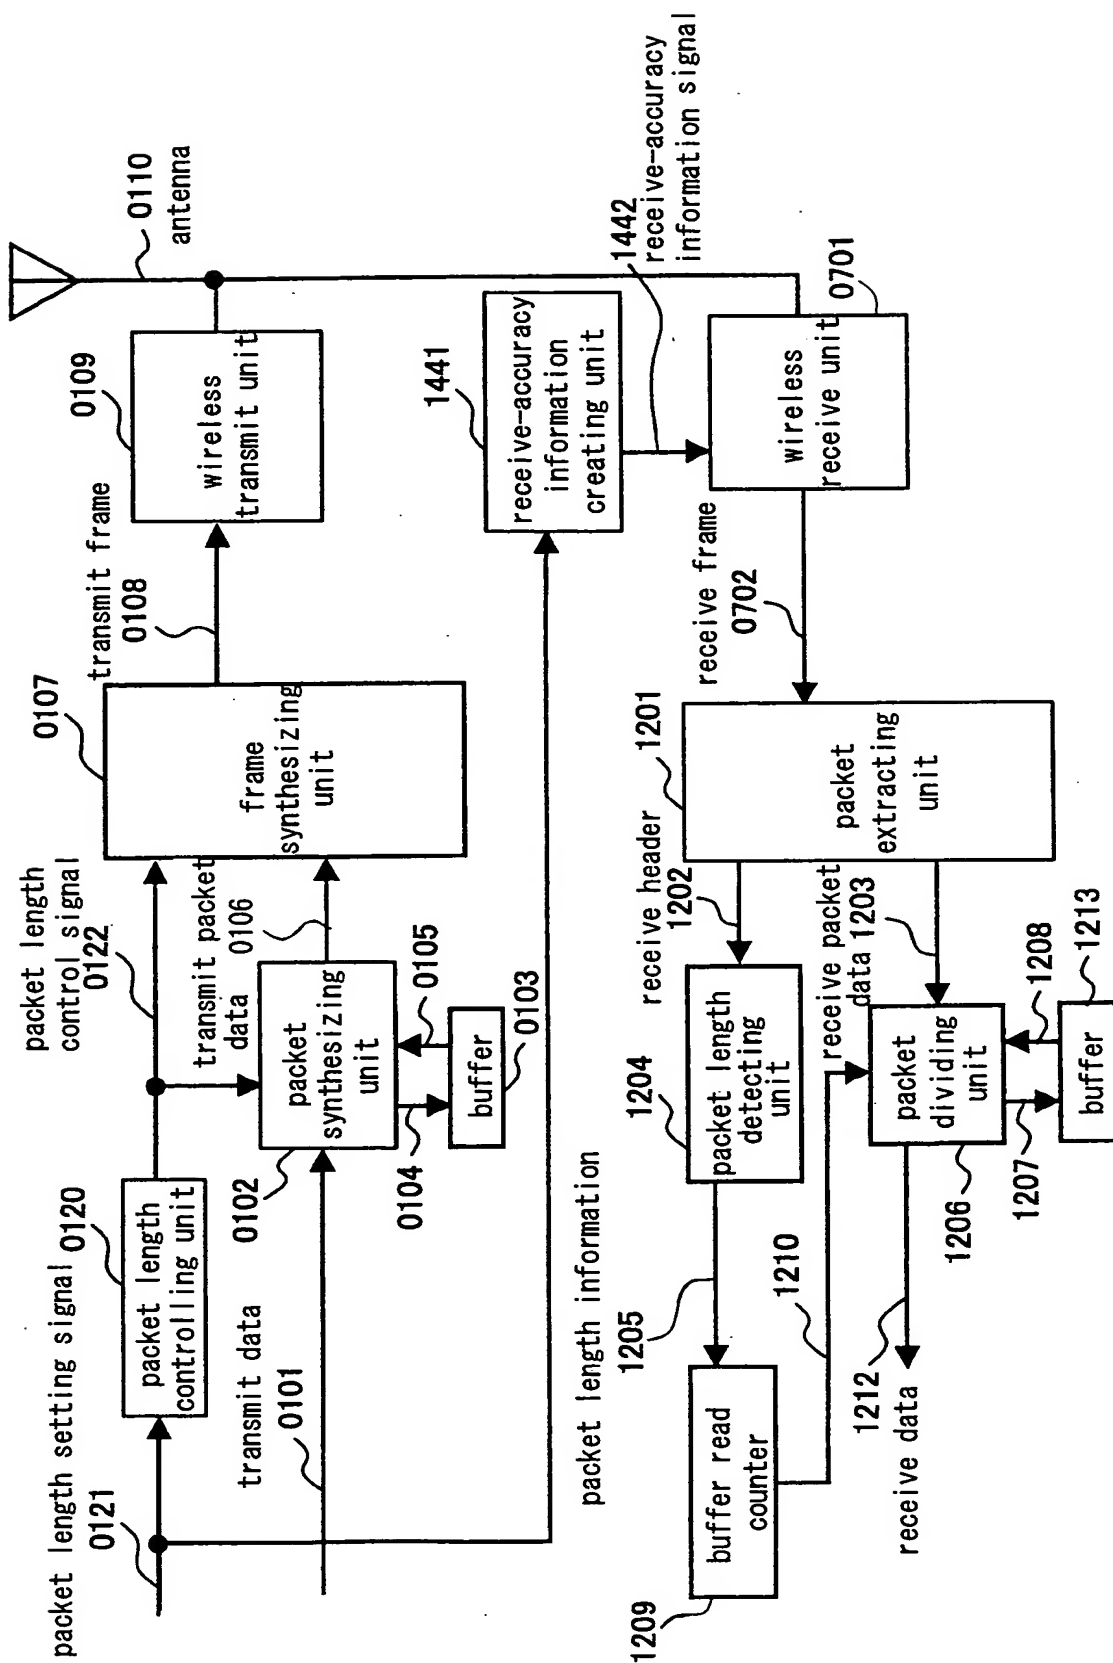 packet length setting signal
0121
0120
packet length
controlling unit
packet length
control signal
0122
0107
frame
synthesizing
unit
transmit frame
0108
0109
wireless
transmit unit
0110
antenna
transmit data
0101
0102
packet
synthesizing
unit
transmit packet
data
0106
0104
0105
buffer
0103
1441
receive-accuracy
information
creating unit
1442
receive-accuracy
information signal
packet length information
1209
buffer read
counter
1205
1204
packet length
detecting
unit
receive header
1202
1201
packet
extracting
unit
receive frame
0702
wireless
receive unit
0701
1210
receive packet
data 1203
receive data
1212
1206
packet
dividing
unit
1207
1208
buffer
1213